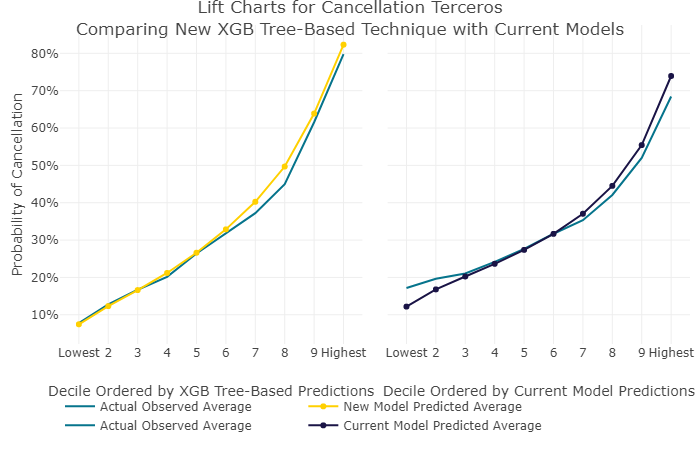 Lift Charts for Cancellation Terceros
Comparing New XGB Tree-Based Technique with Current Models
Probability of Cancellation
80%
70%
60%
50%
40%
30%
20%
10%
Lowest 2 3 4 5 6 7 8 9 Highest
Lowest 2 3 4 5 6 7 8 9 Highest
Decile Ordered by XGB Tree-Based Predictions
Decile Ordered by Current Model Predictions
Actual Observed Average
New Model Predicted Average
Actual Observed Average
Current Model Predicted Average